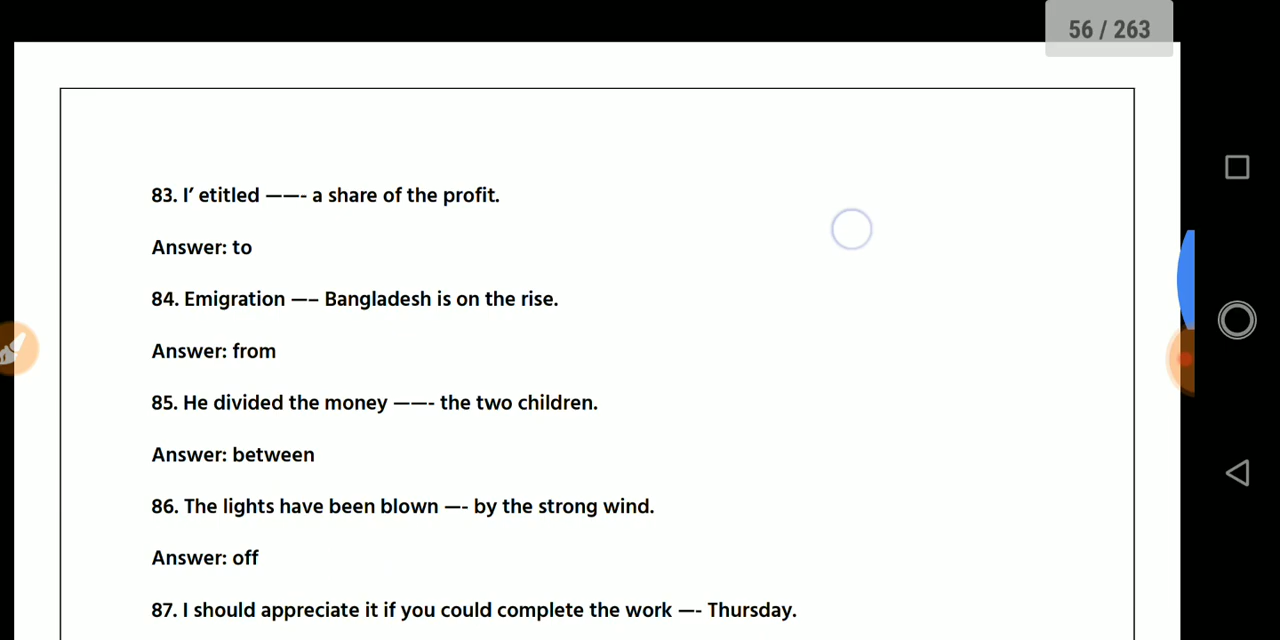 56 / 263
83. I’ etitled ——- a share of the profit.
Answer: to
84. Emigration —– Bangladesh is on the rise.
Answer: from
85. He divided the money ——- the two children.
Answer: between
86. The lights have been blown —- by the strong wind.
Answer: off
87. I should appreciate it if you could complete the work —- Thursday.